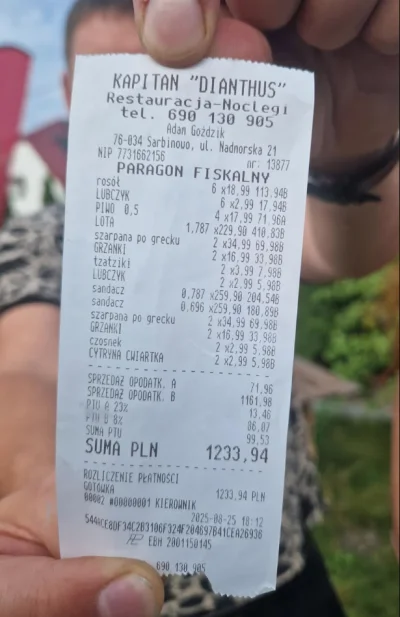 KAPITAN "DIANTHUS"
Restauracja-Noclegi
tel. 690 130 905
Adam Goździk
76-034 Sarbinowo, ul. Nadmorska 21
NIP 7731662156 nr: 13877
PARAGON FISKALNY
rosół 6 x18.99 113,94B
LUBCZYK 6 x2.99 17,94B
PIWO 0,5 4 x17,99 71,96A
LOTA 1.787 x229,90 410,83B
szarpana po grecku 2 x34.99 69,98B
GRZANKI 2 x16.99 33,98B
tzatziki 2 x3.99 7,98B
LUBCZYK 2 x2.99 5,98B
sandacz 0.787 x259.90 204,54B
sandacz 0.696 x259.90 180,89B
szarpana po grecku 2 x34.99 69,98B
GRZANKI 2 x16.99 33,98B
czosnek 2 x2.99 5,98B
CYTRYNA CWIARTKA 2 x2.99 5,98B
SPRZEDAŻ OPODATK. A 71,96
SPRZEDAŻ OPODATK. B 1161,98
PTU A 23% 13,46
PTU B 8% 86,07
SUMA PTU 99,53
SUMA PLN 1233,94
ROZLICZENIE PŁATNOŚCI
GOTÓWKA 1233,94 PLN
00002 #00000001 KIEROWNIK
2025-08-25 18:12
EBH 2001150145
690 130 905